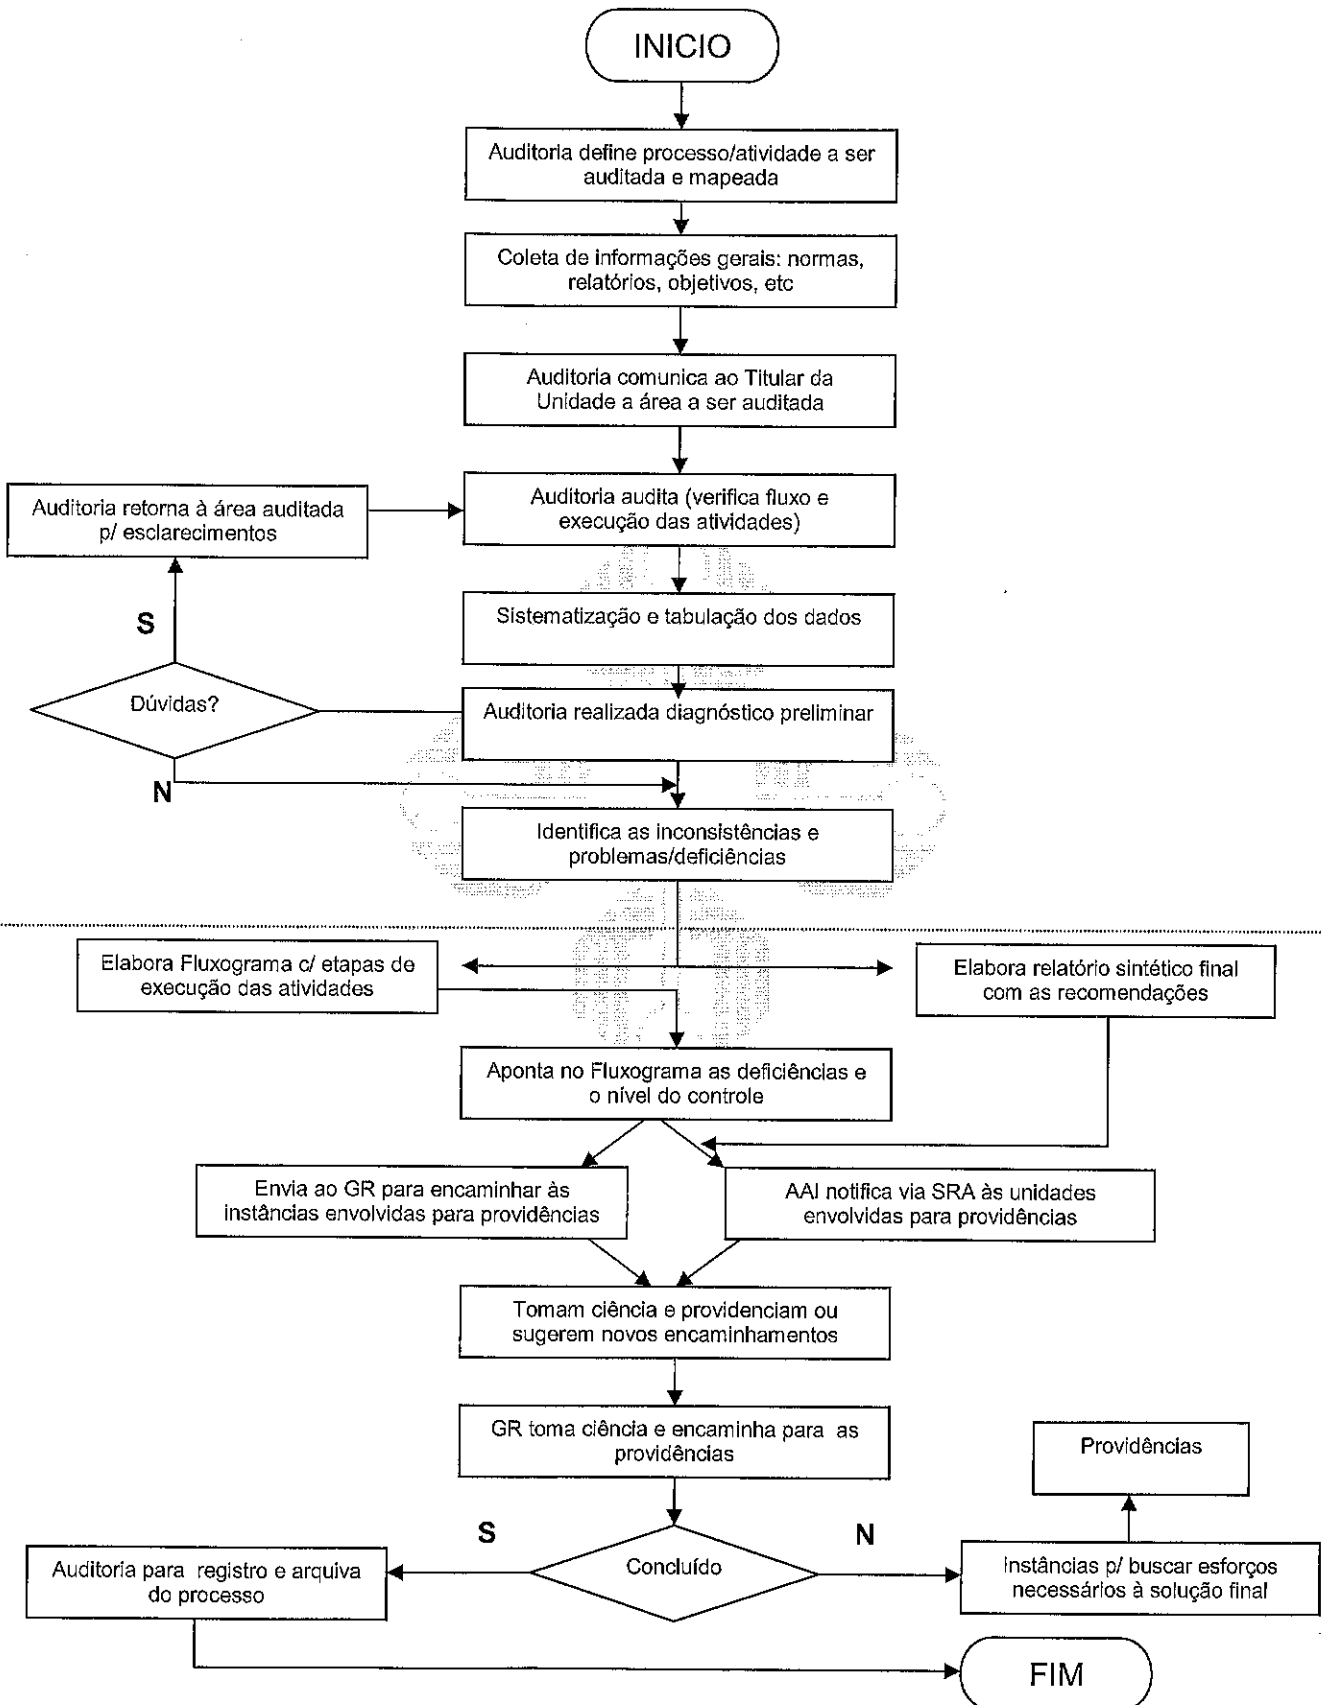 INICIO
Auditoria define processo/atividade a ser
auditada e mapeada
Coleta de informações gerais: normas,
relatórios, objetivos, etc
Auditoria comunica ao Titular da
Unidade a área a ser auditada
Auditoria retorna à área auditada
p/ esclarecimentos
Auditoria audita (verifica fluxo e
execução das atividades)
S
Sistematização e tabulação dos dados
Dúvidas?
Auditoria realizada diagnóstico preliminar
N
Identifica as inconsistências e
problemas/deficiências
Elabora Fluxograma c/ etapas de
execução das atividades
Elabora relatório sintético final
com as recomendações
Aponta no Fluxograma as deficiências e
o nível do controle
Envia ao GR para encaminhar às
instâncias envolvidas para providências
AAI notifica via SRA às unidades
envolvidas para providências
Tomam ciência e providenciam ou
sugerem novos encaminhamentos
GR toma ciência e encaminha para as
providências
Providências
S
N
Auditoria para registro e arquiva
do processo
Concluído
Instâncias p/ buscar esforços
necessários à solução final
FIM